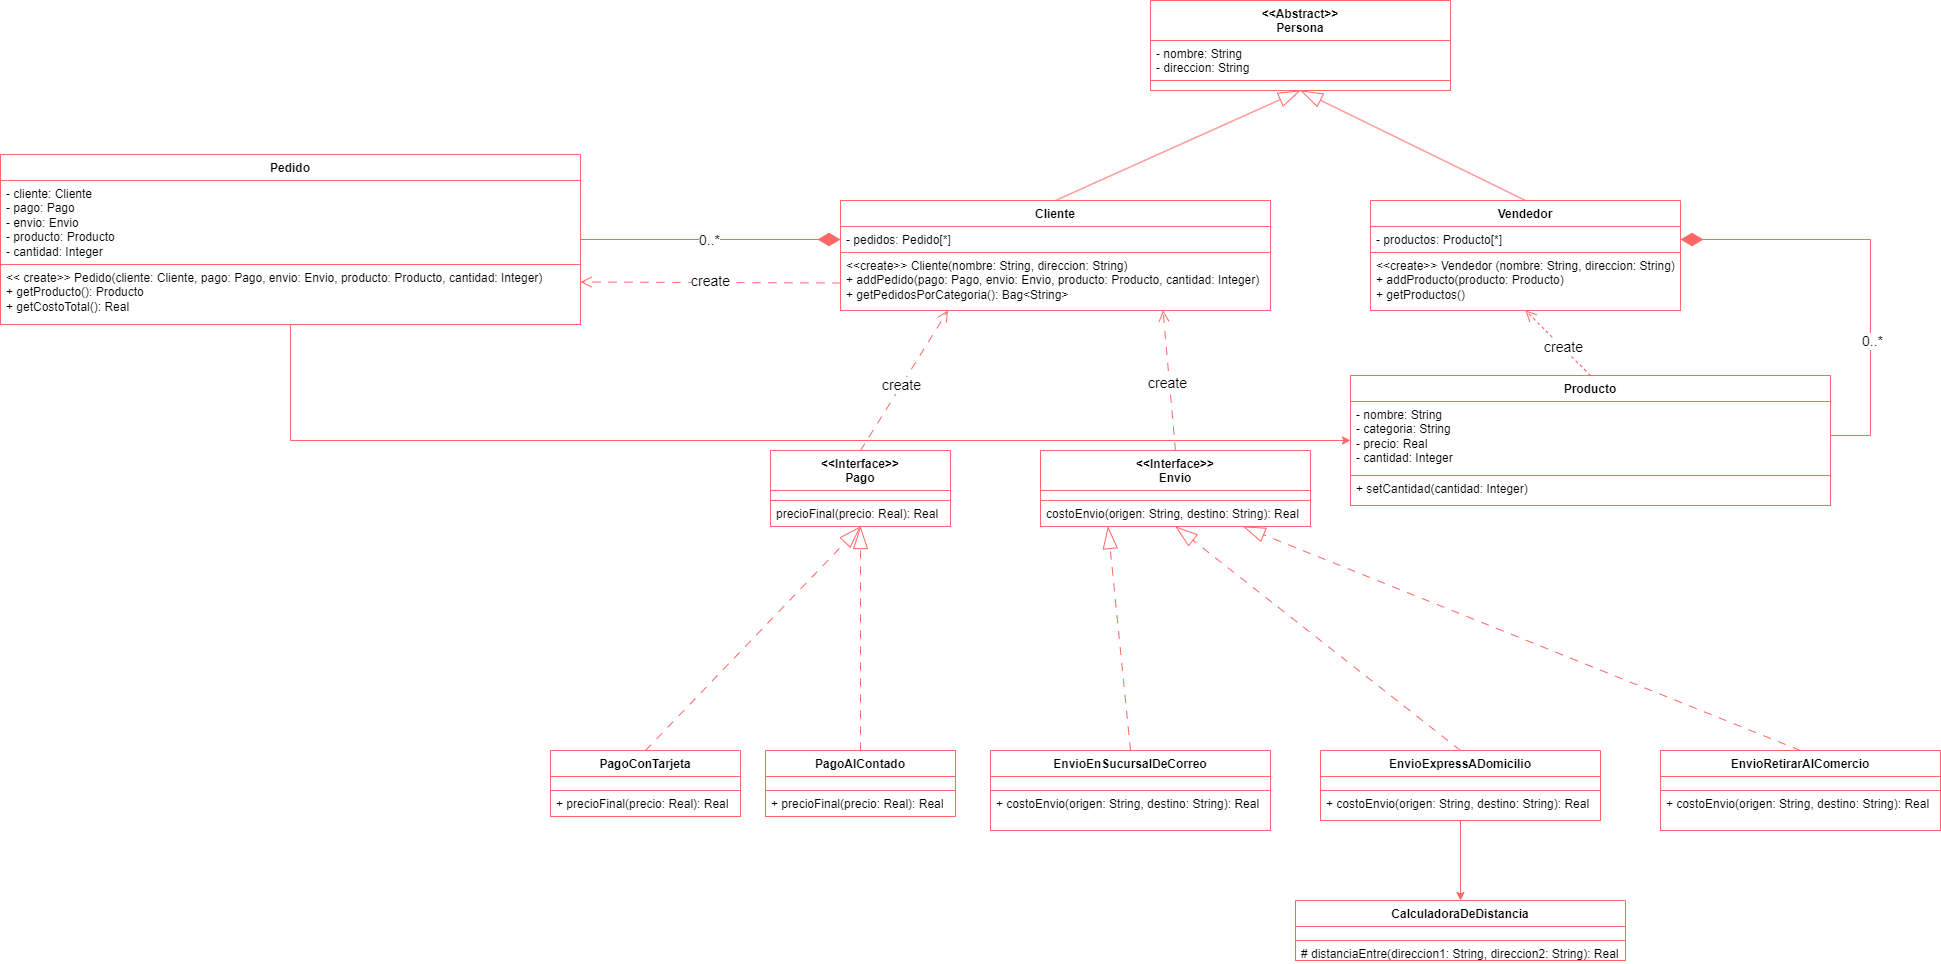 <<Abstract>>
Persona
- nombre: String
- direccion: String
Pedido
- cliente: Cliente
- pago: Pago
- envio: Envio
- producto: Producto
- cantidad: Integer
<< create>> Pedido(cliente: Cliente, pago: Pago, envio: Envio, producto: Producto, cantidad: Integer)
+ getProducto(): Producto
+ getCostoTotal(): Real
0..*
create
Cliente
- pedidos: Pedido[*]
<<create>> Cliente(nombre: String, direccion: String)
+ addPedido(pago: Pago, envio: Envio, producto: Producto, cantidad: Integer)
+ getPedidosPorCategoria(): Bag<String>
Vendedor
- productos: Producto[*]
<<create>> Vendedor (nombre: String, direccion: String)
+ addProducto(producto: Producto)
+ getProductos()
0..*
create
create
create
Producto
- nombre: String
- categoria: String
- precio: Real
- cantidad: Integer
+ setCantidad(cantidad: Integer)
<<Interface>>
Pago
precioFinal(precio: Real): Real
<<Interface>>
Envio
costoEnvio(origen: String, destino: String): Real
PagoConTarjeta
+ precioFinal(precio: Real): Real
PagoAlContado
+ precioFinal(precio: Real): Real
EnvioEnSucursalDeCorreo
+ costoEnvio(origen: String, destino: String): Real
EnvioExpressADomicilio
+ costoEnvio(origen: String, destino: String): Real
EnvioRetirarAlComercio
+ costoEnvio(origen: String, destino: String): Real
CalculadoraDeDistancia
# distanciaEntre(direccion1: String, direccion2: String): Real